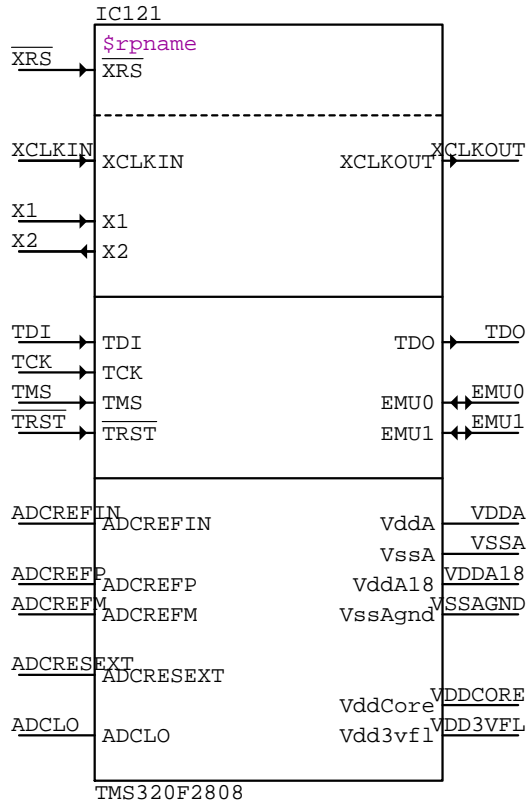 IC121
$rpname
XRS XRS
XCLKIN XCLKIN XCLKOUT XCLKOUT
X1 X1
X2 X2
TDI TDI TDO TDO
TCK TCK
TMS TMS EMU0 EMU0
TRST TRST EMU1 EMU1
ADCREFIN ADCREFIN VddA VDDA
VssA VSSA
ADCREFP ADCREFP VddA18 VDDA18
ADCREFM ADCREFM VssAgnd VSSAGND
ADCRESEXT ADCRESEXT
VddCore VDDCORE
ADCLO ADCLO Vdd3vfl VDD3VFL
TMS320F2808